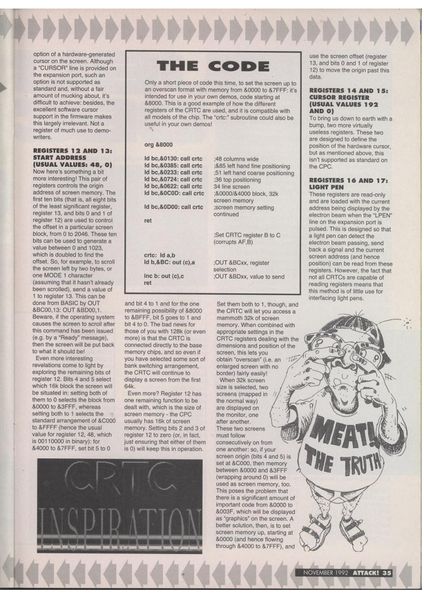 option of a hardware-generated
cursor on the screen. Although
a "CURSOR" line is provided on
the expansion port, such an
option is not supported as
standard and, without a fair
amount of mucking about, it's
difficult to achieve: besides, the
excellent software cursor
support in the firmware makes
this largely irrelevant. Not a
register of much use to demo-
writers.
REGISTERS 12 AND 13:
START ADDRESS
(USUAL VALUES: 48, 0)
Now here's something a bit
more interesting! This pair of
registers controls the origin
address of screen memory. The
first ten bits (that is, all eight bits
of the least significant register,
register 13, and bits 0 and 1 of
register 12) are used to control
the offset in a particular screen
block, from 0 to 2046. These ten
bits can be used to generate a
value between 0 and 1023,
which is doubled to find the
offset. So, for example, to scroll
the screen left by two bytes, or
one MODE 1 character
(assuming that it hasn't already
been scrolled), send a value of
1 to register 13. This can be
done from BASIC by OUT
&BC00,13: OUT &BD00,1.
Beware, if the operating system
causes the screen to scroll after
this command has been issued
(e.g. by a "Ready" message),
then the screen will be put back
to what it should be!
Even more interesting
revelations come to light by
exploring the remaining bits of
register 12. Bits 4 and 5 select
which 16k block the screen will
be situated in: setting both of
them to 0 selects the block from
&0000 to &3FFF, whereas
setting both to 1 selects the
standard arrangement of &C000
to &FFFF (hence the usual
value for register 12, 48, which
is 00110000 in binary): for
&4000 to &7FFF, set bit 5 to 0
THE CODE
Only a short piece of code this time, to set the screen up to
an overscan format with memory from &0000 to &7FFF: it's
intended for use in your own demos, code starting at
&8000. This is a good example of how the different
registers of the CRTC are used, and it is compatible with
all models of the chip. The "crtc:" subroutine could also be
useful in your own demos!
org &8000
ld bc,&0130: call crtc ;48 columns wide
ld bc,&0385: call crtc ;&85 left hand fine positioning
ld bc,&0233: call crtc ;51 left hand coarse positioning
ld bc,&0724: call crtc ;36 top positioning
ld bc,&0622: call crtc ;34 line screen
ld bc,&0C0D: call crtc ;&0000/&4000 block, 32k
screen memory
ld bc,&0D00: call crtc ;screen memory setting
continued
ret
;Set CRTC register B to C
(corrupts AF,B)
crtc: ld a,b
ld b,&BC: out (c),a ;OUT &BCxx, register
selection
inc b: out (c),c ;OUT &BDxx, value to send
ret
and bit 4 to 1 and for the one
remaining possibility of &8000
to &BFFF, bit 5 goes to 1 and
bit 4 to 0. The bad news for
those of you with 128k (or even
more) is that the CRTC is
connected directly to the base
memory chips, and so even if
you have selected some sort of
bank switching arrangement,
the CRTC will continue to
display a screen from the first
64k.
Even more? Register 12 has
one remaining function to be
dealt with, which is the size of
screen memory - the CPC
usually has 16k of screen
memory. Setting bits 2 and 3 of
register 12 to zero (or, in fact,
just ensuring that either of them
is 0) will keep this in operation.
CRTC
INSPIRATION
Set them both to 1, though, and
the CRTC will let you access a
mammoth 32k of screen
memory. When combined with
appropriate settings in the
CRTC registers dealing with the
dimensions and position of the
screen, this lets you
obtain "overscan" (i.e. an
enlarged screen with no
border) fairly easily!
When 32k screen
size is selected, two
screens (mapped in
the normal way)
are displayed on
the monitor, one
after another.
These two screens
must follow
consecutively on from
one another: so, if your
screen origin (bits 4 and 5) is
set at &C000, then memory
between &0000 and &3FFF
(wrapping around 0) will be
used as screen memory, too.
This poses the problem that
there is a significant amount of
important code from &0000 to
&003F, which will be displayed
as "graphics" on the screen. A
better solution, then, is to set
screen memory up, starting at
&0000 (and hence flowing
through &4000 to &7FFF), and
use the screen offset (register
13, and bits 0 and 1 of register
12) to move the origin past this
data.
REGISTERS 14 AND 15:
CURSOR REGISTER
(USUAL VALUES 192
AND 0)
To bring us down to earth with a
bump, two more virtually
useless registers. These two
are designed to define the
position of the hardware cursor,
but as mentioned above, this
isn't supported as standard on
the CPC.
REGISTERS 16 AND 17:
LIGHT PEN
These registers are read-only
and are loaded with the current
address being displayed by the
electron beam when the "LPEN"
line on the expansion port is
pulsed. This is designed so that
a light pen can detect the
electron beam passing, send
back a signal and the current
screen address (and hence
position) can be read from these
registers. However, the fact that
not all CRTCs are capable of
reading registers means that
this method is of little use for
interfacing light pens.
MEAT!
THE TRUTH
NOVEMBER 1992 ATTACK! 35